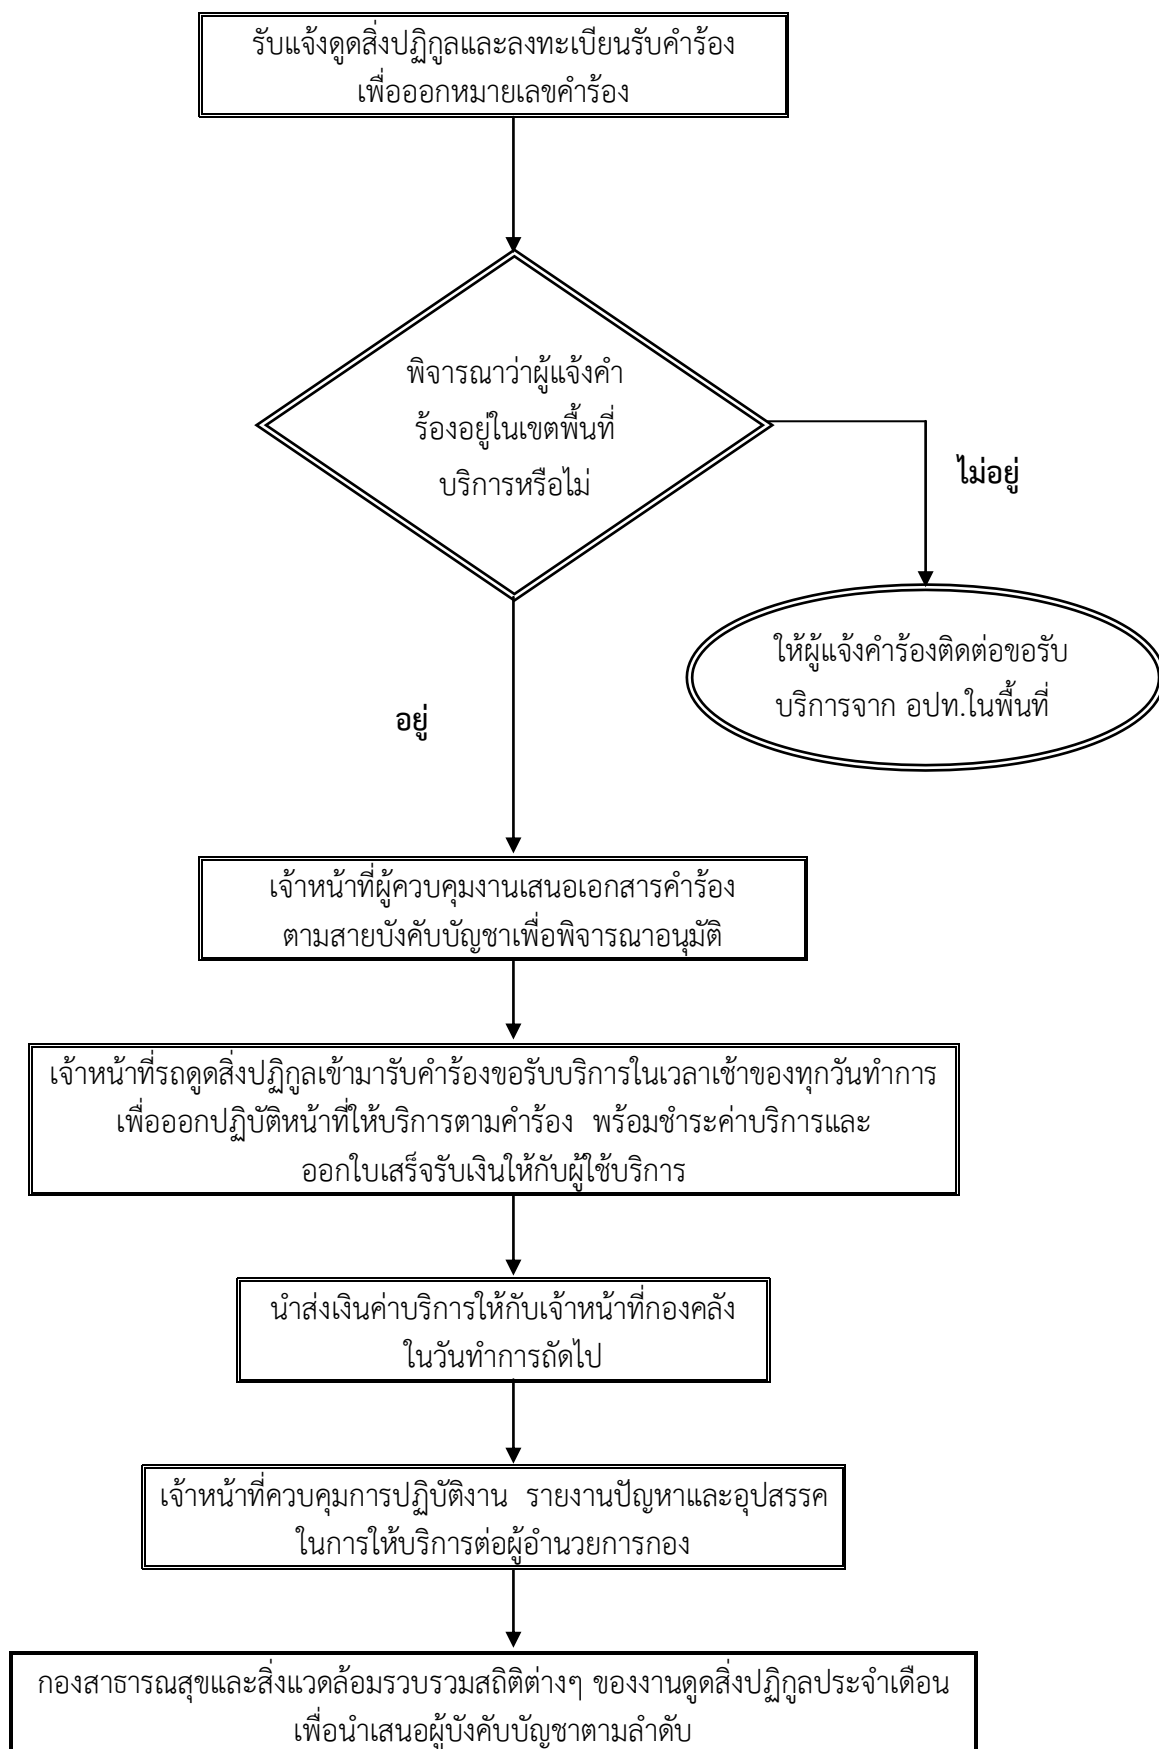 รับแจ้งดูดสิ่งปฏิกูลและลงทะเบียนรับคำร้อง
เพื่อออกหมายเลขคำร้อง
พิจารณาว่าผู้แจ้งคำ
ร้องอยู่ในเขตพื้นที่
บริการหรือไม่
ไม่อยู่
ให้ผู้แจ้งคำร้องติดต่อขอรับ
บริการจาก อปท.ในพื้นที่
อยู่
เจ้าหน้าที่ผู้ควบคุมงานเสนอเอกสารคำร้อง
ตามสายบังคับบัญชาเพื่อพิจารณาอนุมัติ
เจ้าหน้าที่รถดูดสิ่งปฏิกูลเข้ามารับคำร้องขอรับบริการในเวลาเช้าของทุกวันทำการ
เพื่อออกปฏิบัติหน้าที่ให้บริการตามคำร้อง พร้อมชำระค่าบริการและ
ออกใบเสร็จรับเงินให้กับผู้ใช้บริการ
นำส่งเงินค่าบริการให้กับเจ้าหน้าที่กองคลัง
ในวันทำการถัดไป
เจ้าหน้าที่ควบคุมการปฏิบัติงาน รายงานปัญหาและอุปสรรค
ในการให้บริการต่อผู้อำนวยการกอง
กองสาธารณสุขและสิ่งแวดล้อมรวบรวมสถิติต่างๆ ของงานดูดสิ่งปฏิกูลประจำเดือน
เพื่อนำเสนอผู้บังคับบัญชาตามลำดับ